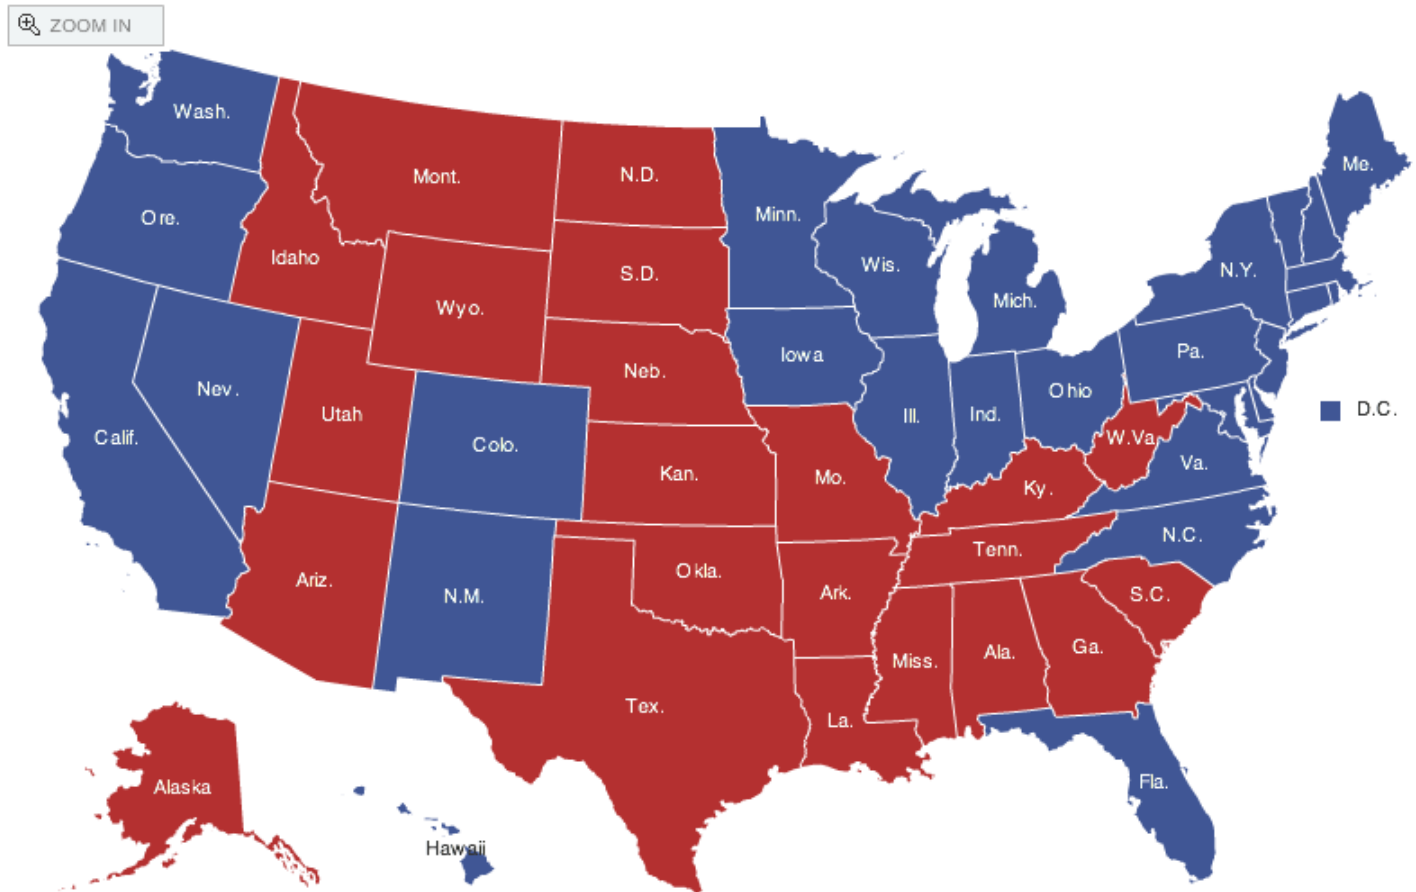 ZOOM IN
Wash.
Mont.
N.D.
Minn.
Me.
Ore.
Idaho
S.D.
Wis.
Mich.
N.Y.
Wyo.
Iowa
Pa.
Neb.
Nev.
Utah
Colo.
Ill.
Ind.
Ohio
D.C.
Calif.
Kan.
Mo.
W.Va
Va.
Ky.
N.C.
Tenn.
Ariz.
N.M.
Okla.
Ark.
S.C.
Miss.
Ala.
Ga.
Tex.
La.
Fla.
Alaska
Hawaii